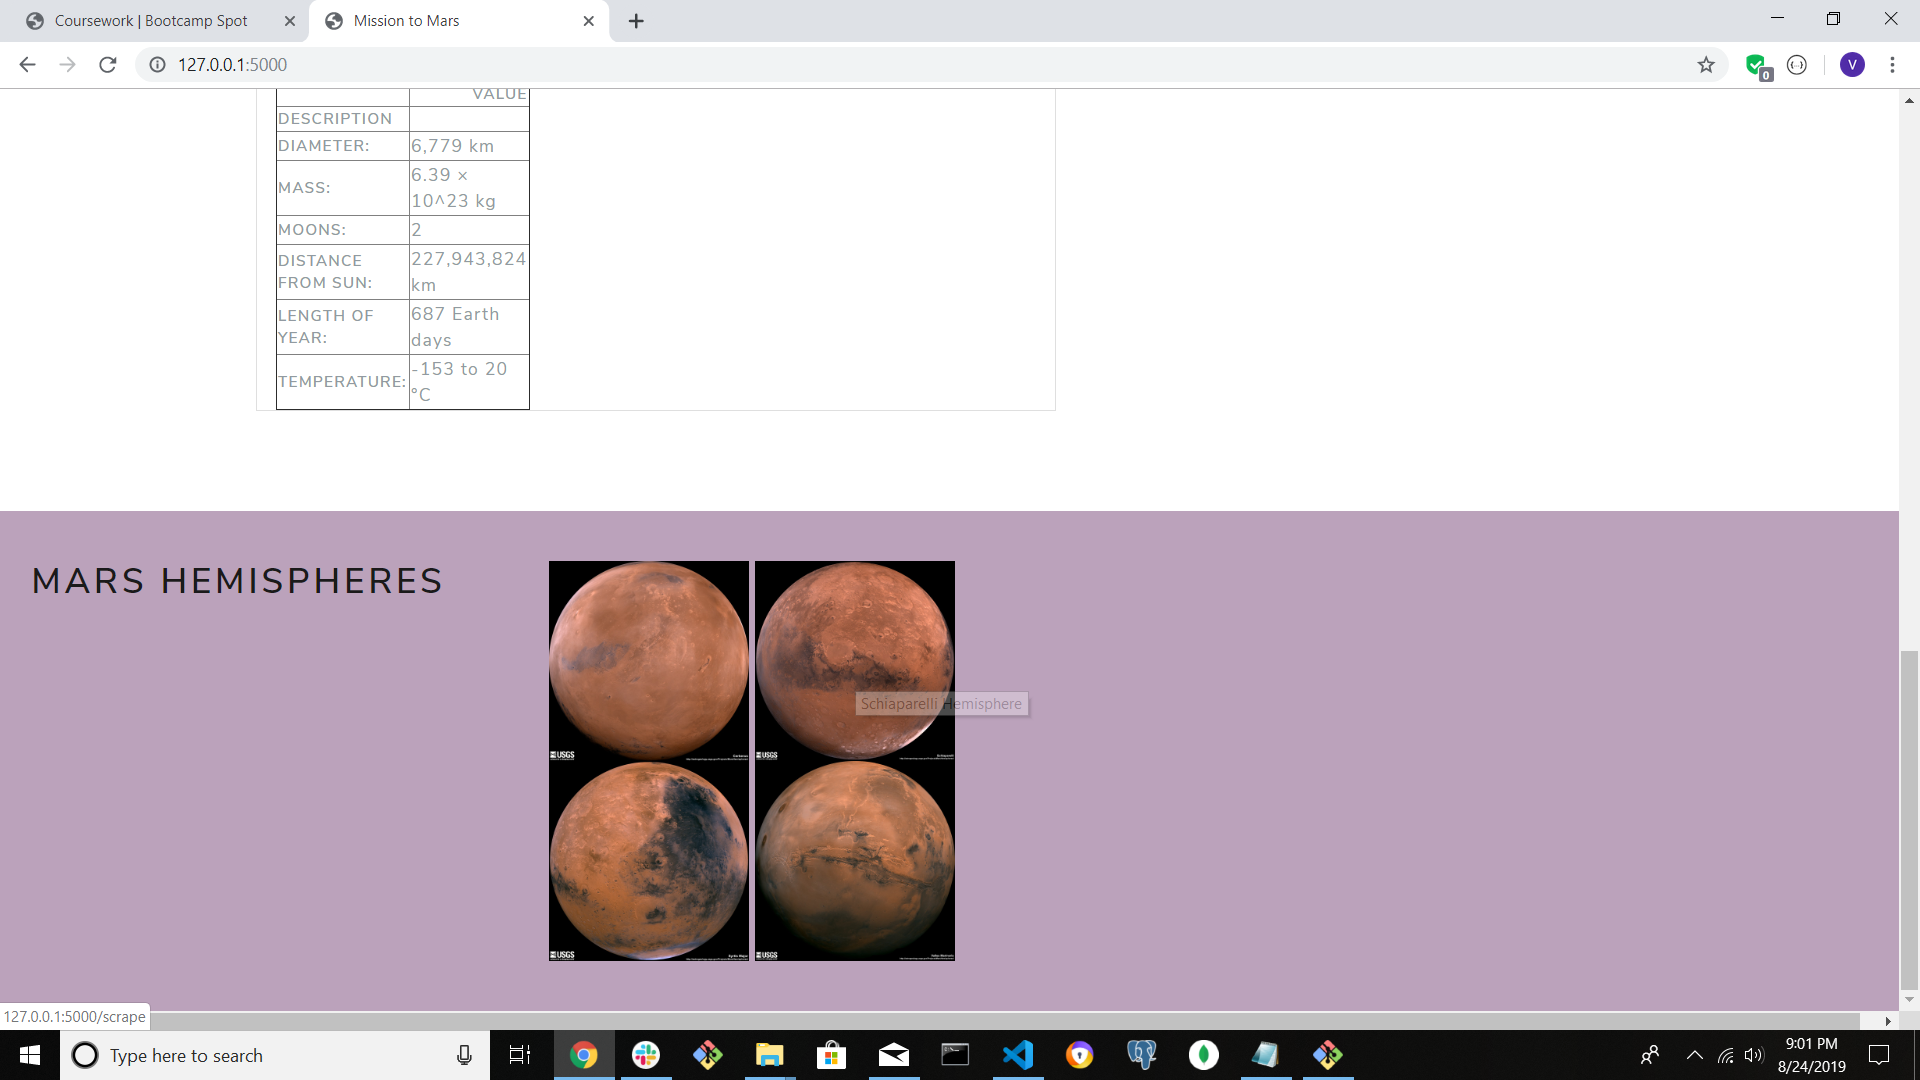 Coursework | Bootcamp Spot
Mission to Mars
127.0.0.1:5000
0
V
VALUE
DESCRIPTION
DIAMETER: 6,779 km
MASS: 6.39 ×
10^23 kg
MOONS: 2
DISTANCE
FROM SUN:
227,943,824
km
LENGTH OF
YEAR:
687 Earth
days
TEMPERATURE:
-153 to 20
°C
MARS HEMISPHERES
Schiaparelli Hemisphere
USGS
USGS
USGS
USGS
127.0.0.1:5000/scrape
Type here to search
9:01 PM
8/24/2019